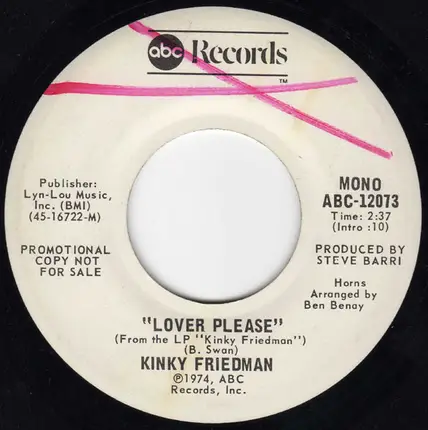 abc Records
TM
Publisher:
Lyn-Lou Music,
Inc. (BMI)
(45-16722-M)
PROMOTIONAL
COPY NOT
FOR SALE
MONO
ABC-12073
Time: 2:37
(Intro :10)
PRODUCED BY
STEVE BARRI
Horns
Arranged by
Ben Benay
"LOVER PLEASE"
(From the LP "Kinky Friedman")
(B. Swan)
KINKY FRIEDMAN
℗1974, ABC
Records, Inc.